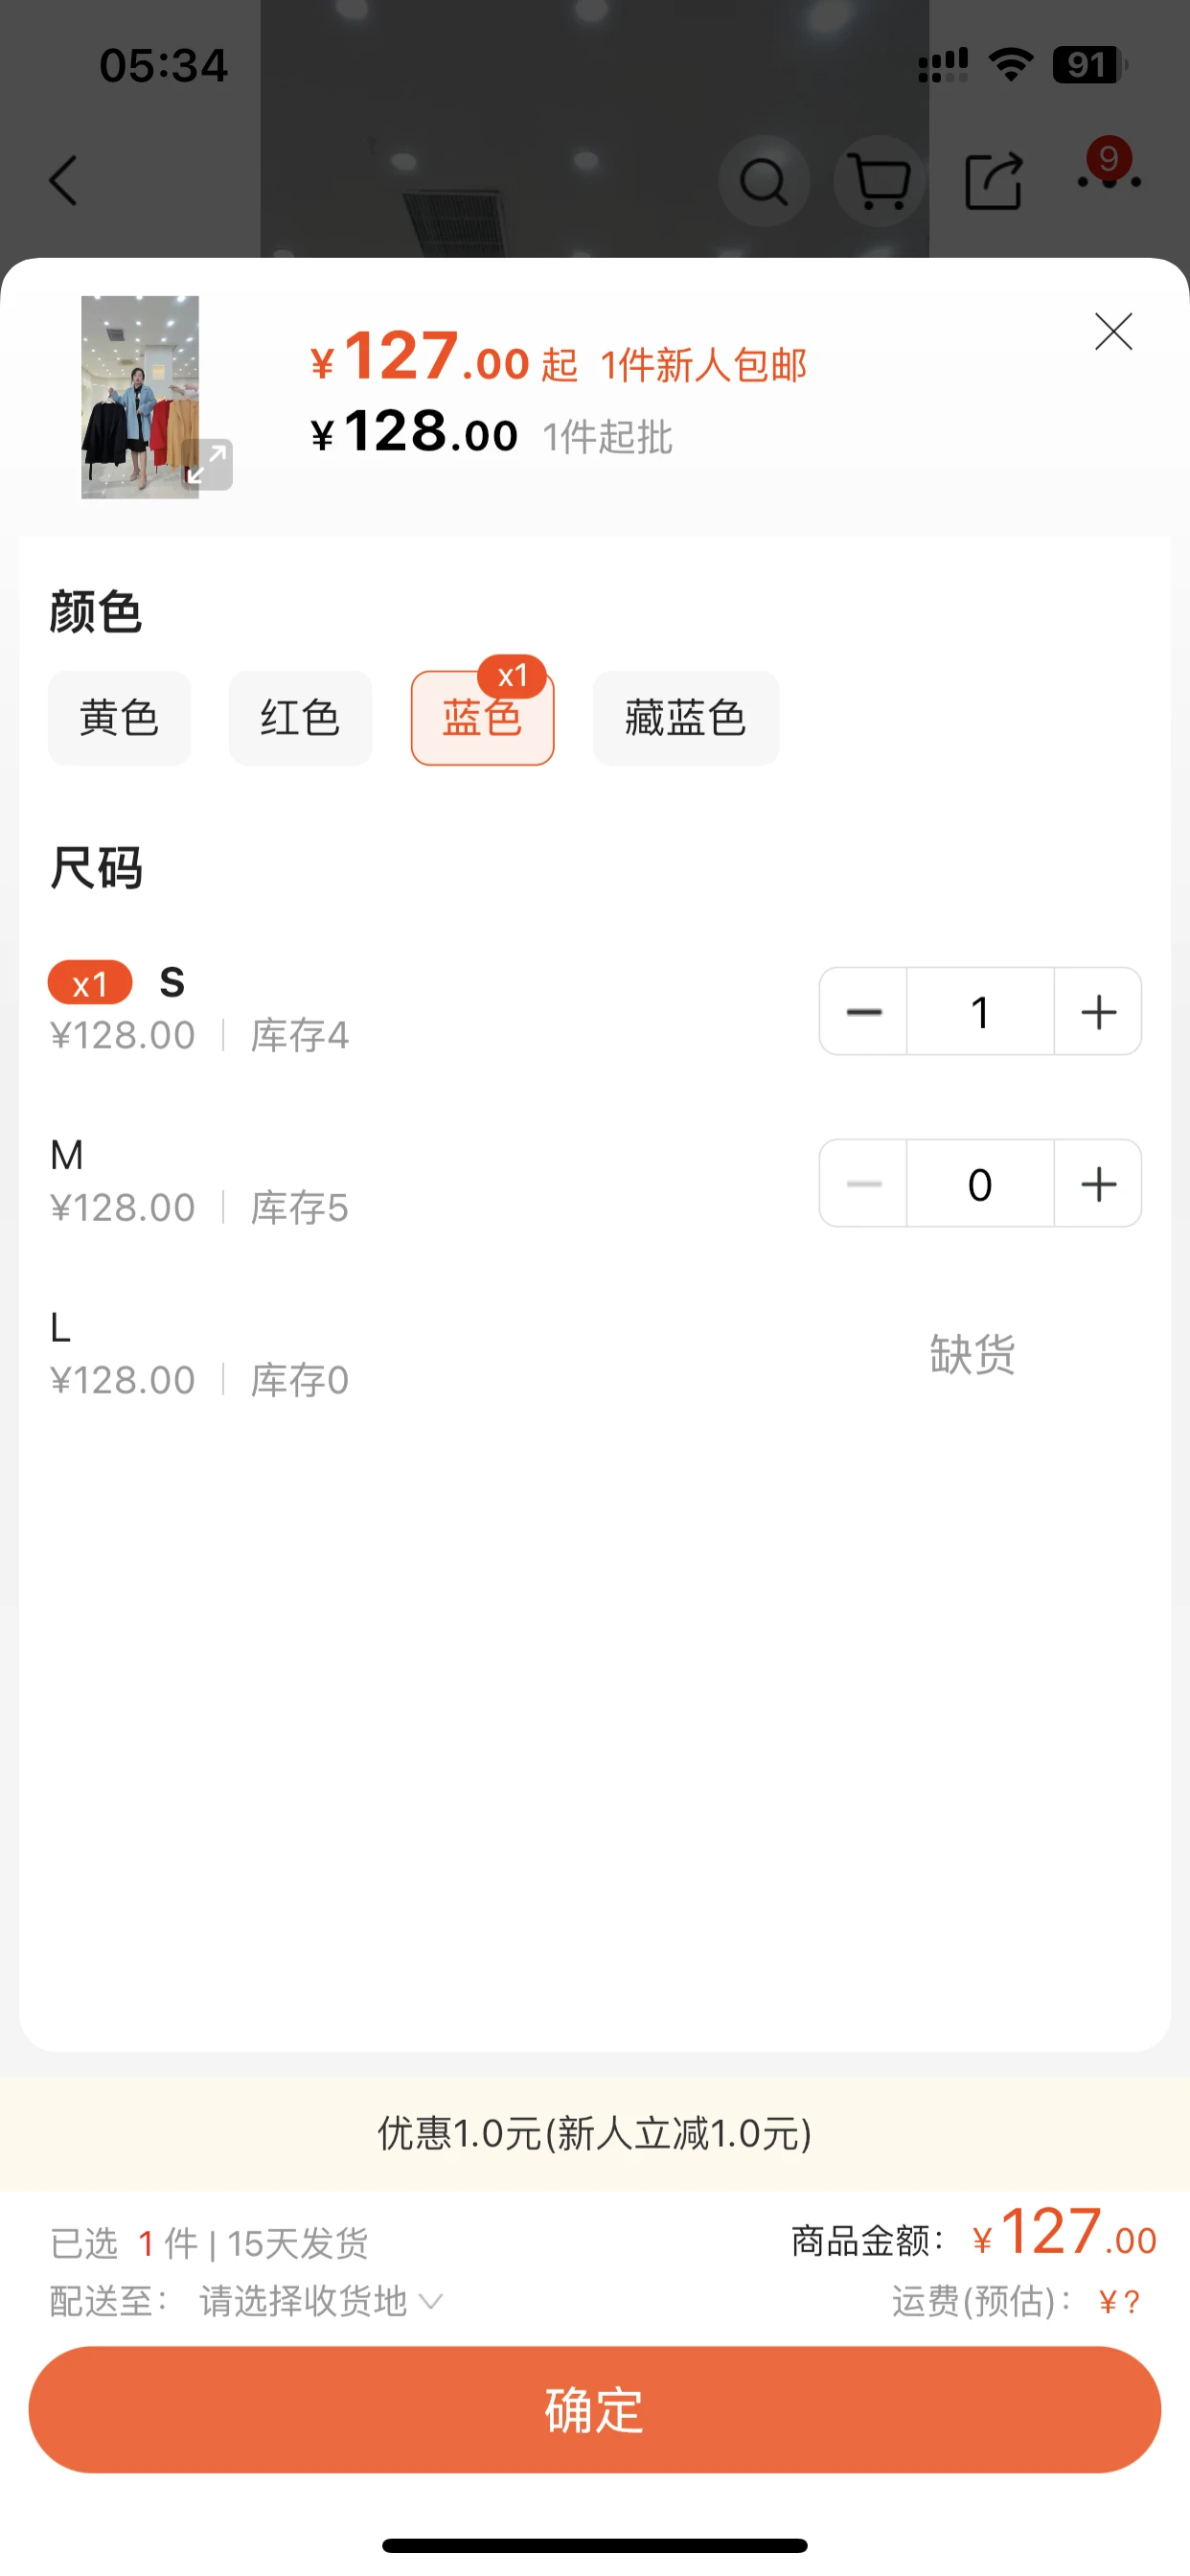 05:34
91
9
¥127.00起 1件新人包邮
¥128.00 1件起批
颜色
x1
黄色 红色 蓝色 藏蓝色
尺码
x1 S
¥128.00 | 库存4
1
M
¥128.00 | 库存5
0
L
¥128.00 | 库存0
缺货
优惠1.0元(新人立减1.0元)
已选 1 件 | 15天发货
商品金额: ¥127.00
配送至: 请选择收货地
运费(预估): ¥?
确定